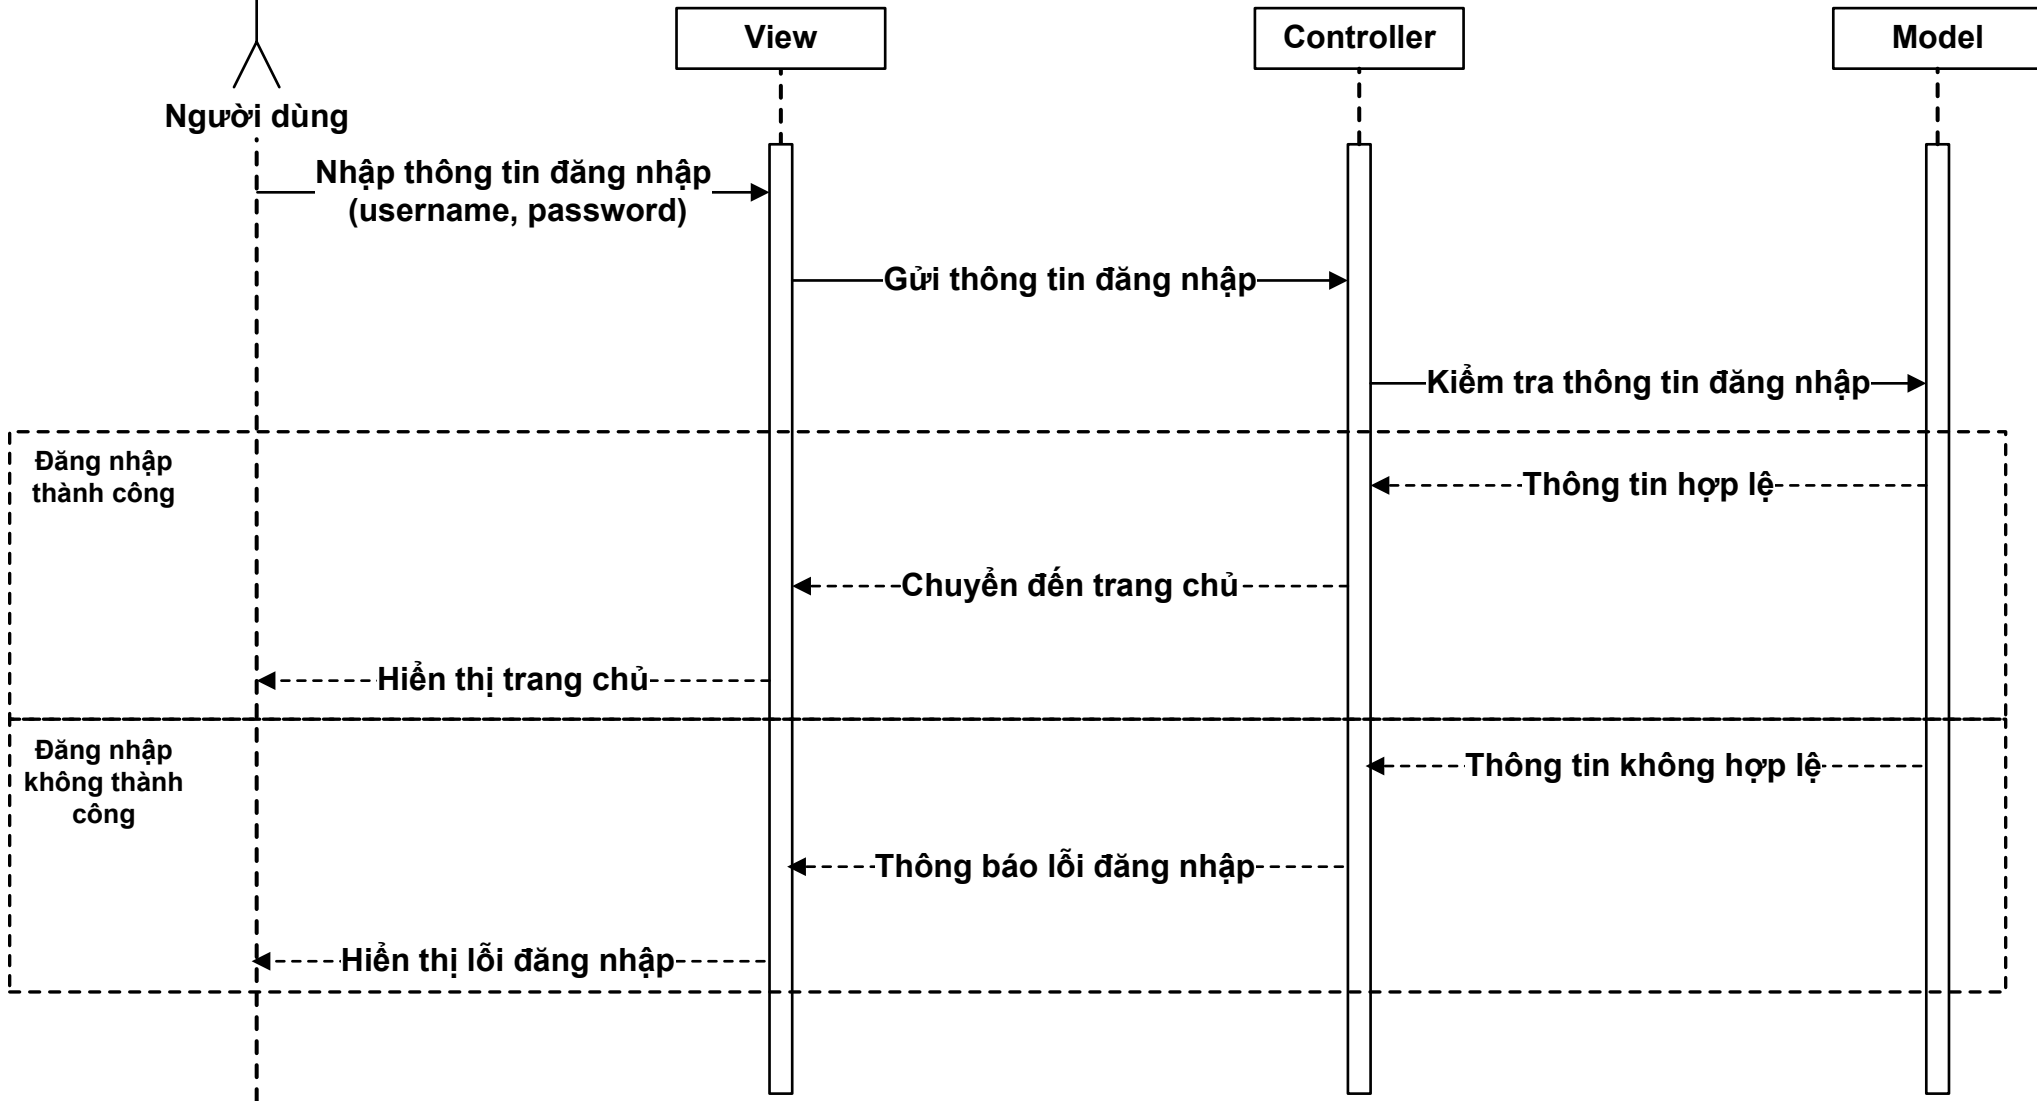 View
Controller
Model
Người dùng
Nhập thông tin đăng nhập
(username, password)
Gửi thông tin đăng nhập
Kiểm tra thông tin đăng nhập
Đăng nhập
thành công
Thông tin hợp lệ
Chuyển đến trang chủ
Hiển thị trang chủ
Đăng nhập
không thành
công
Thông tin không hợp lệ
Thông báo lỗi đăng nhập
Hiển thị lỗi đăng nhập